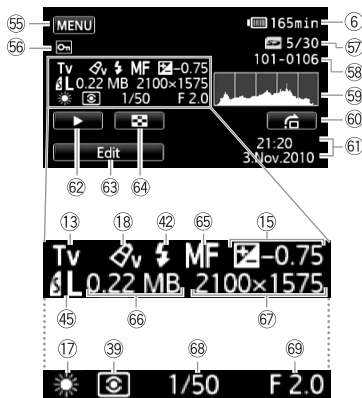 55 MENU 165min 6
56 5/30 57
101-0106 58
Tv v MF -0.75
L 0.22 MB 2100×1575 59
1/50 F 2.0
60
Edit 21:20 61
3.Nov.2010
62 63 64
13 18 42 65 15
Tv v MF -0.75
L 0.22 MB 2100×1575
45 66 67
17 39 68 69
1/50 F 2.0